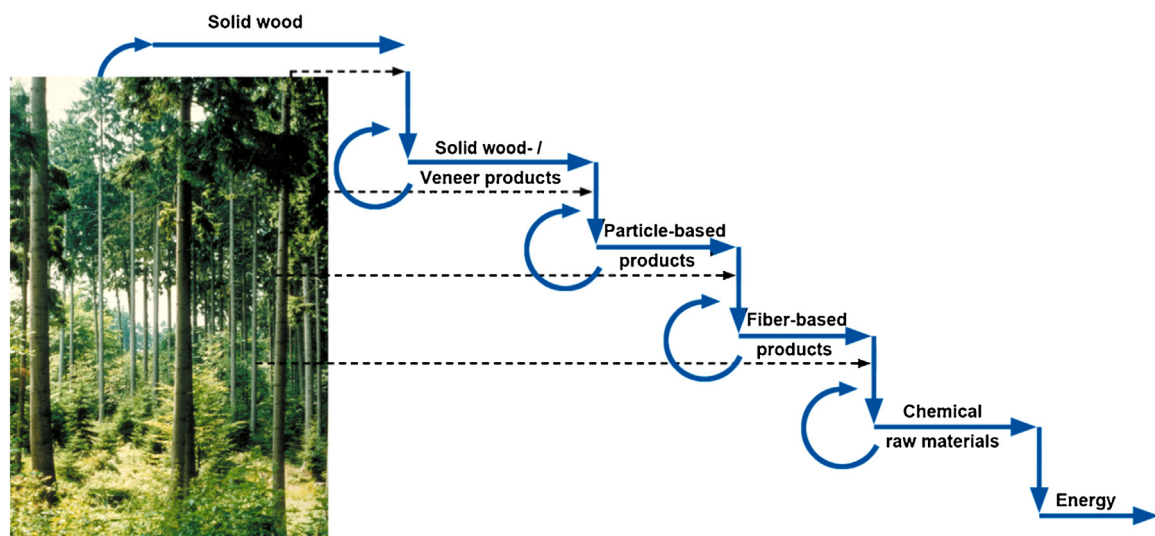 Solid wood
Solid wood- /
Veneer products
Particle-based
products
Fiber-based
products
Chemical
raw materials
Energy